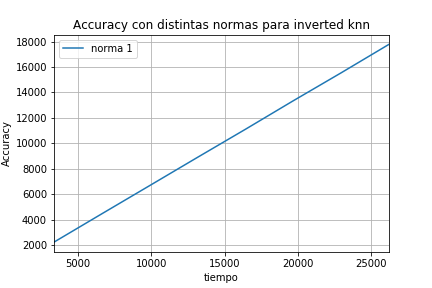 Accuracy con distintas normas para inverted knn
norma 1
Accuracy
18000
16000
14000
12000
10000
8000
6000
4000
2000
5000 10000 15000 20000 25000
tiempo